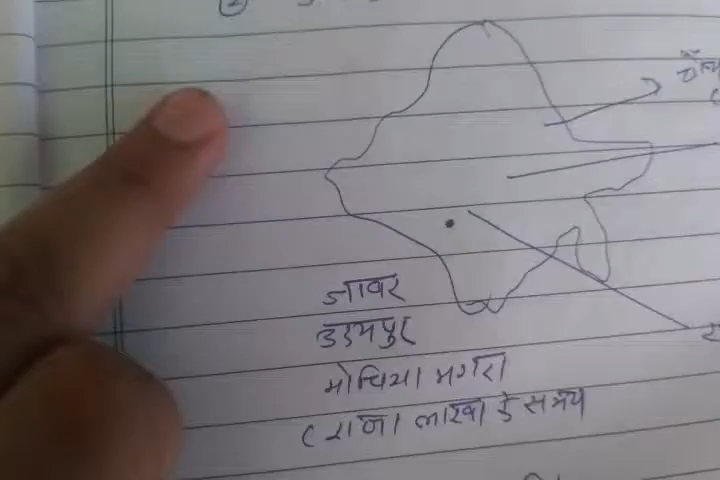 जावर
उदयपुर
मोचिया मगरा
(राजा लाखा के समय